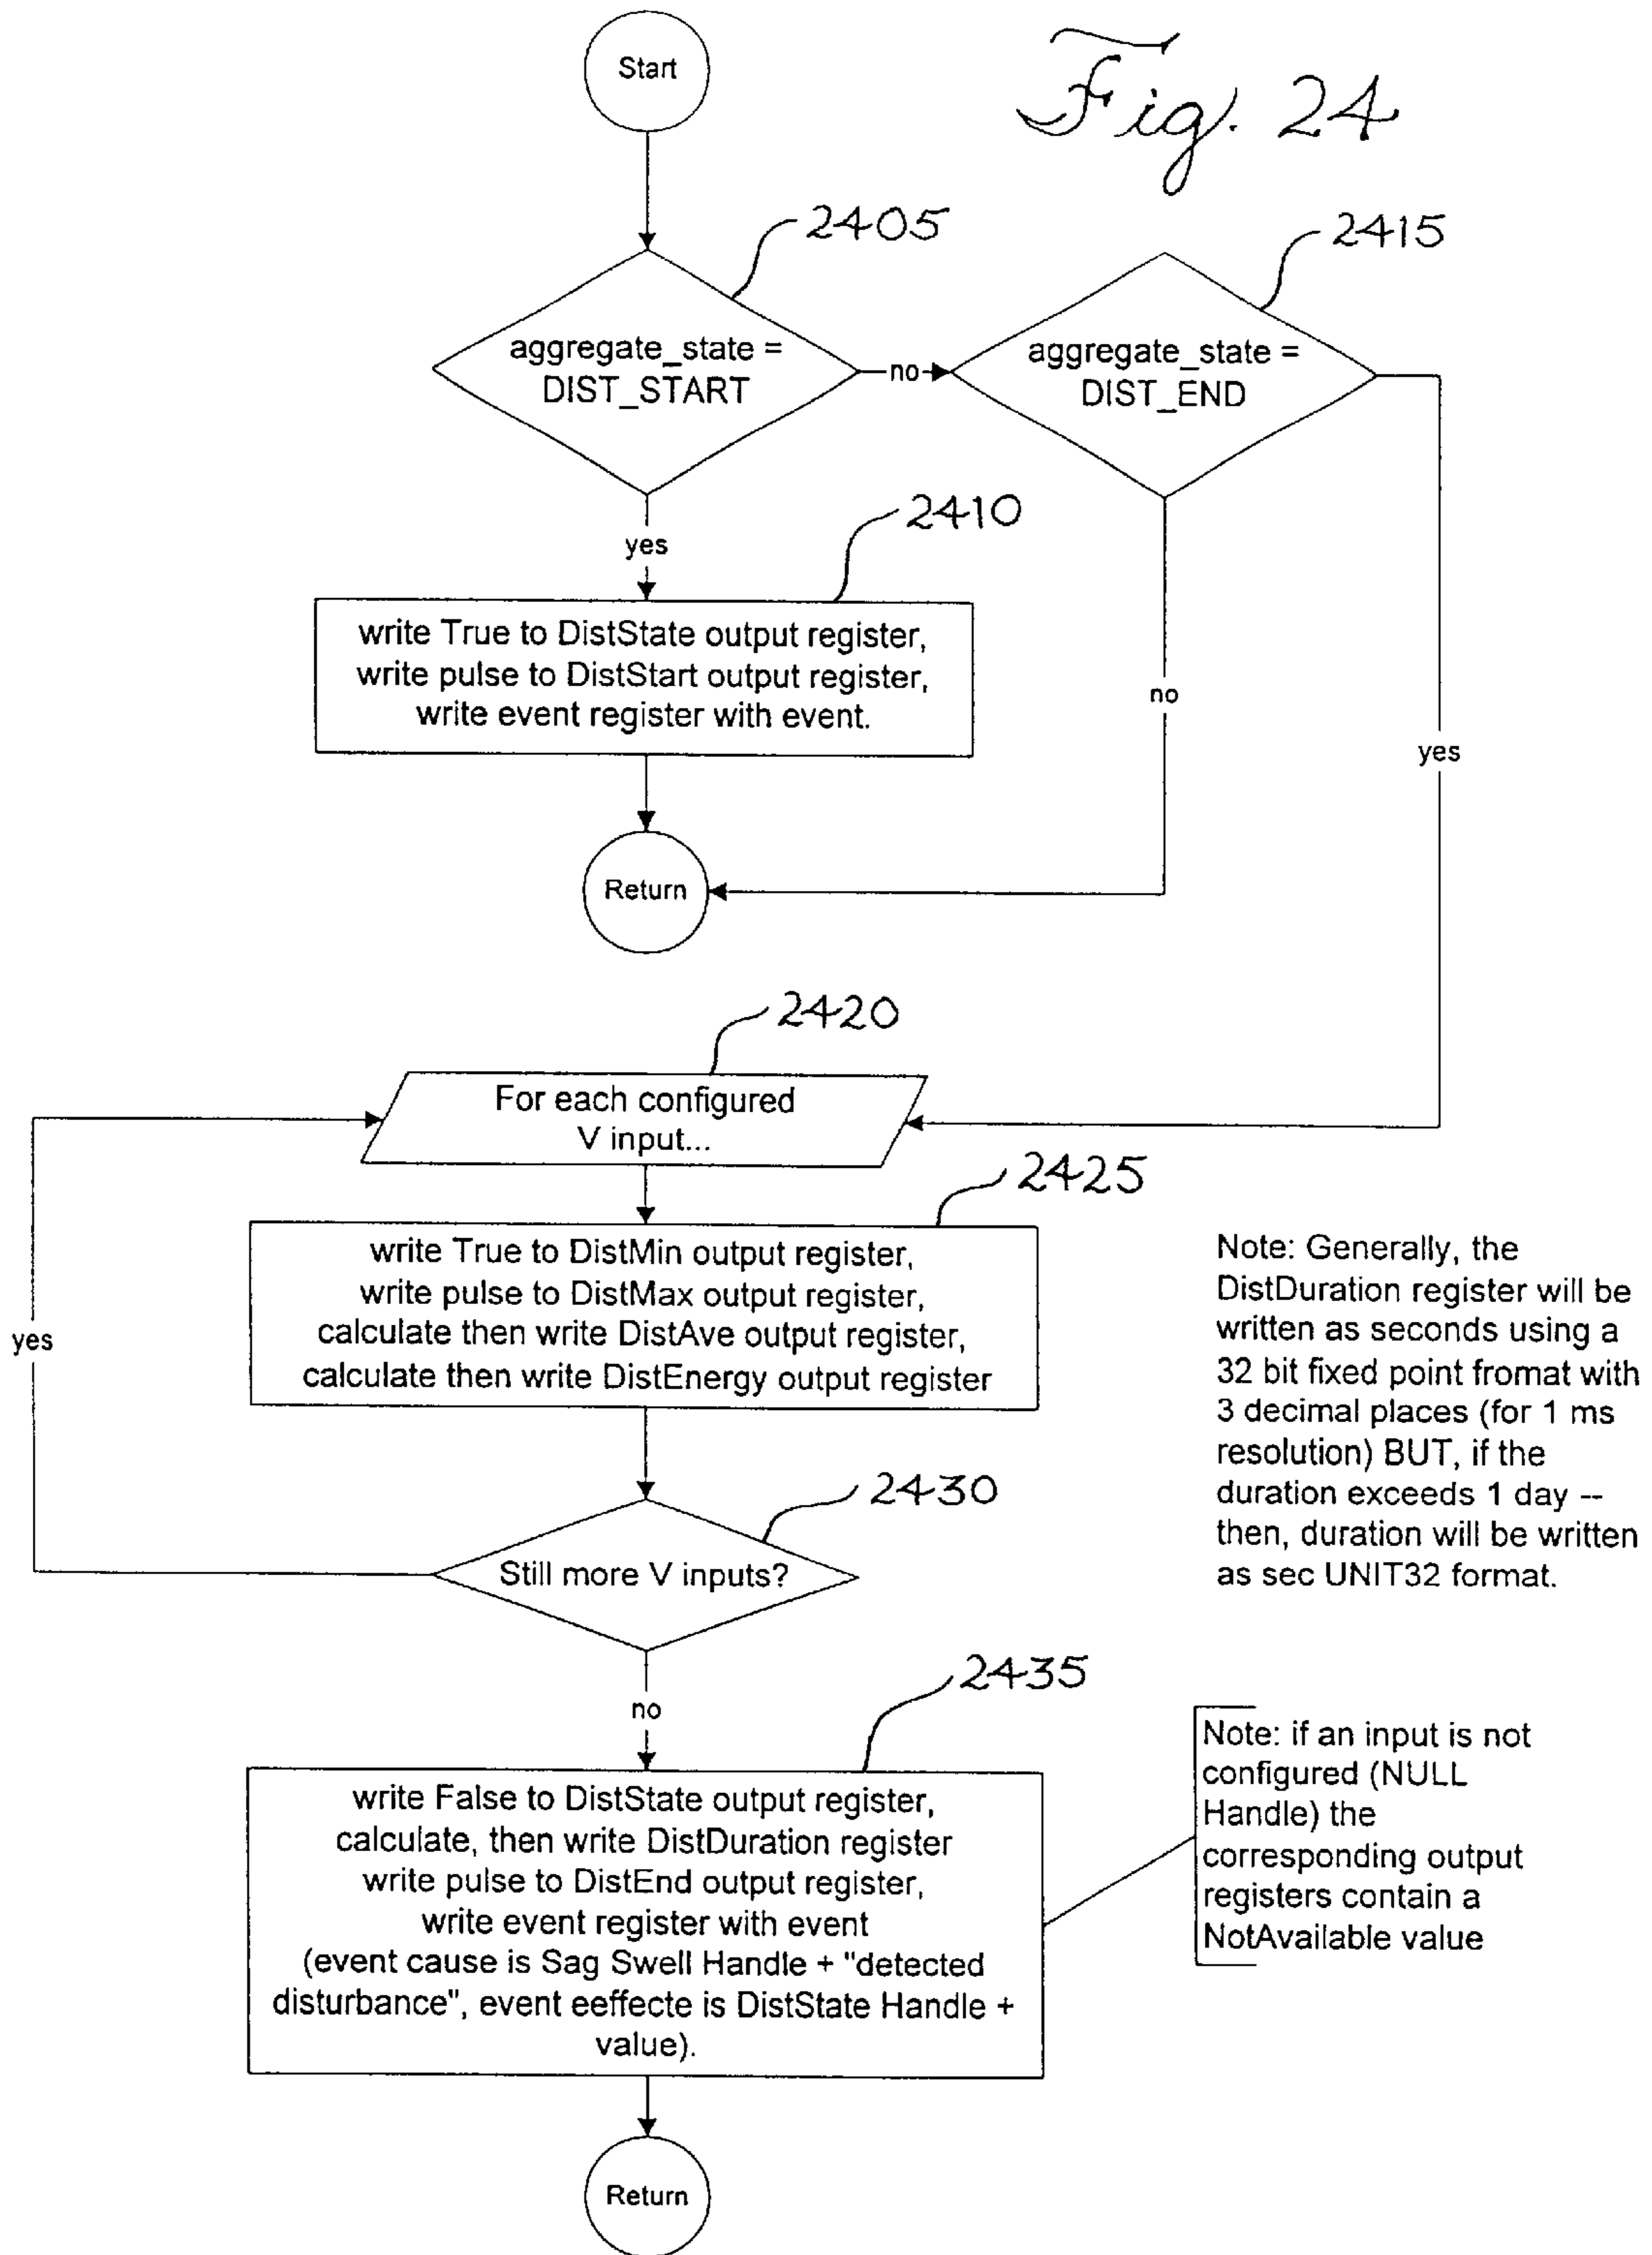 Start
Fig. 24
2405
2415
aggregate_state =
DIST_START
no
aggregate_state =
DIST_END
2410
yes
write True to DistState output register,
write pulse to DistStart output register,
write event register with event.
no
yes
Return
2420
For each configured
V input...
2425
write True to DistMin output register,
write pulse to DistMax output register,
calculate then write DistAve output register,
calculate then write DistEnergy output register
yes
Note: Generally, the
DistDuration register will be
written as seconds using a
32 bit fixed point fromat with
3 decimal places (for 1 ms
resolution) BUT, if the
duration exceeds 1 day --
then, duration will be written
as sec UNIT32 format.
2430
Still more V inputs?
no
2435
write False to DistState output register,
calculate, then write DistDuration register
write pulse to DistEnd output register,
write event register with event
(event cause is Sag Swell Handle + "detected
disturbance", event eeffecte is DistState Handle +
value).
Note: if an input is not
configured (NULL
Handle) the
corresponding output
registers contain a
NotAvailable value
Return